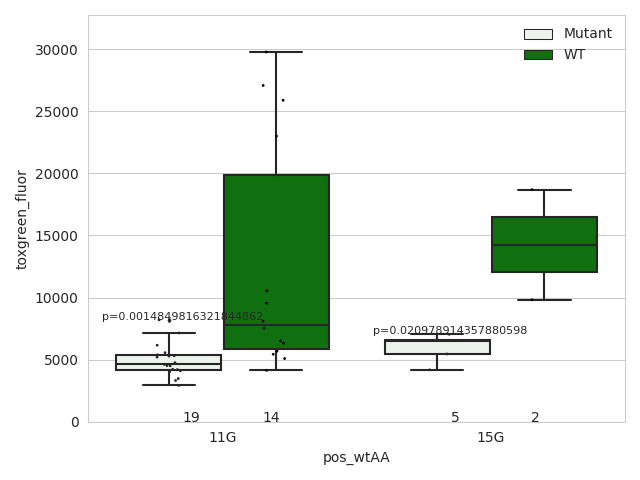 Mutant
WT
30000
25000
20000
15000
10000
5000
0
toxgreen_fluor
p=0.0014849816321844862
p=0.020978914357880598
19
14
5
2
11G
15G
pos_wtAA